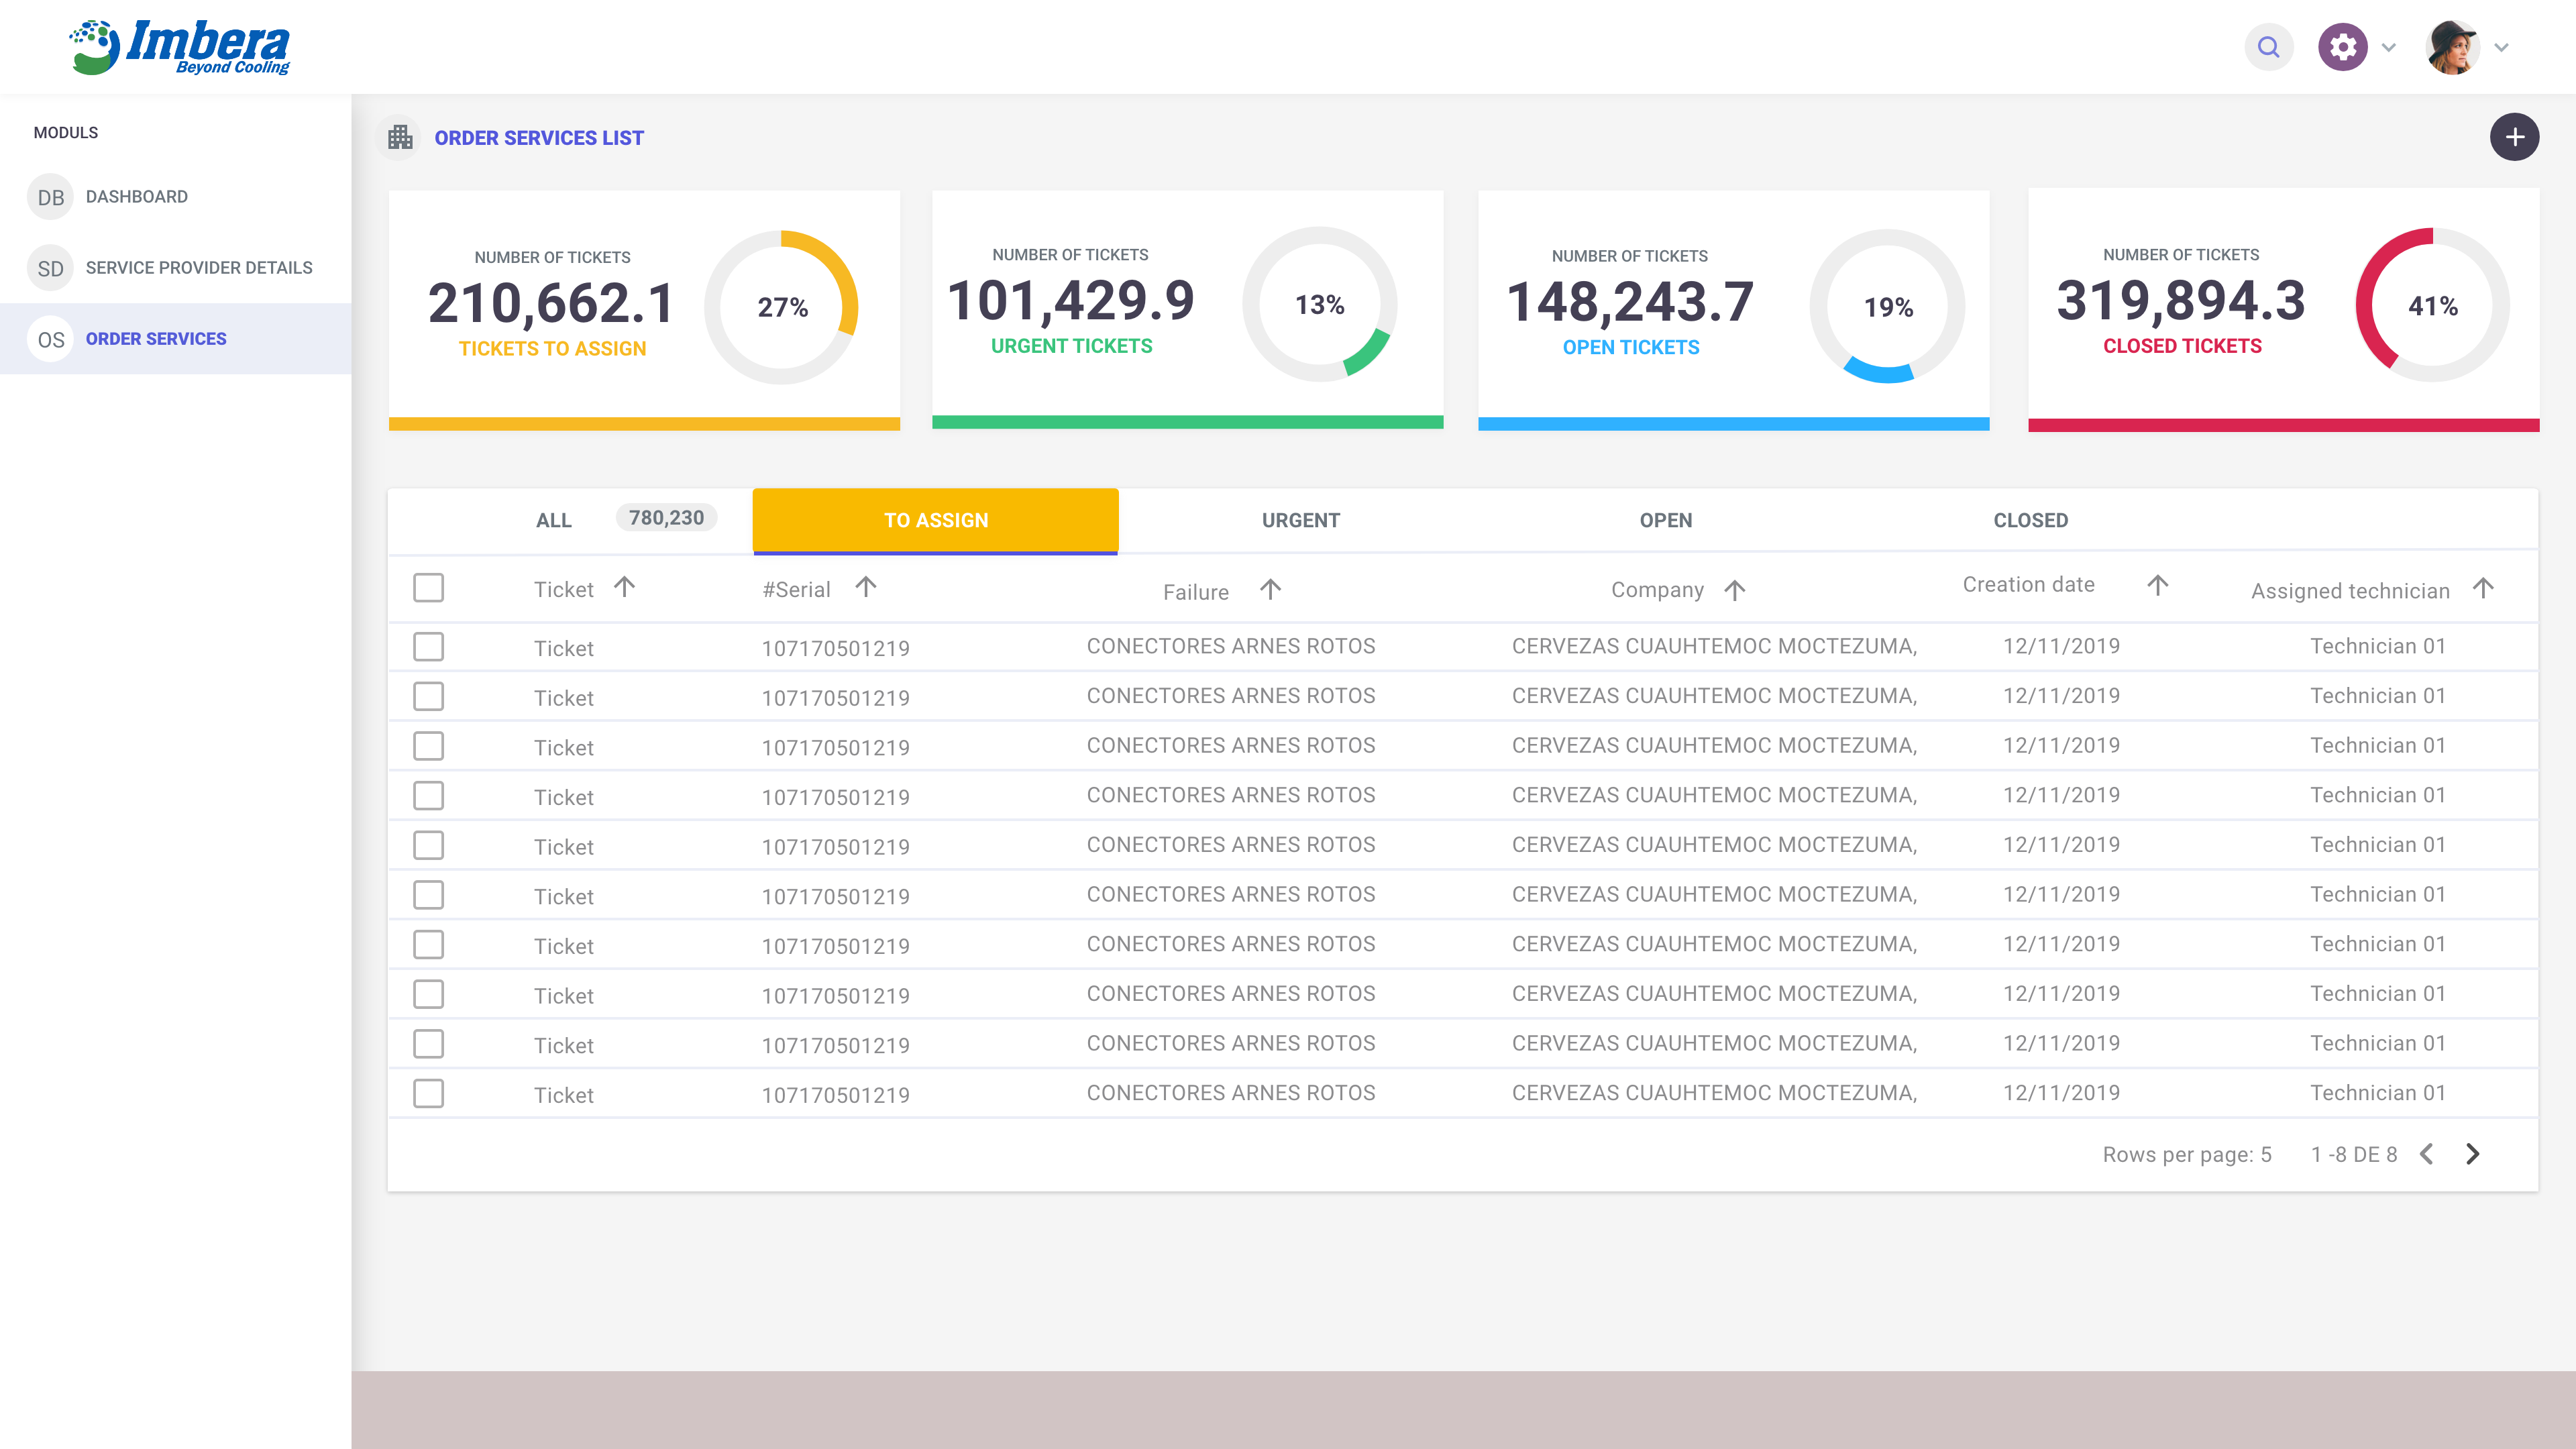 Imbera
Beyond Cooling
MODULS
DB DASHBOARD
SD SERVICE PROVIDER DETAILS
OS ORDER SERVICES
ORDER SERVICES LIST
NUMBER OF TICKETS
210,662.1
TICKETS TO ASSIGN
27%
NUMBER OF TICKETS
101,429.9
URGENT TICKETS
13%
NUMBER OF TICKETS
148,243.7
OPEN TICKETS
19%
NUMBER OF TICKETS
319,894.3
CLOSED TICKETS
41%
ALL 780,230 TO ASSIGN URGENT OPEN CLOSED
Ticket #Serial Failure Company Creation date Assigned technician
Ticket 107170501219 CONECTORES ARNES ROTOS CERVEZAS CUAUHTEMOC MOCTEZUMA, 12/11/2019 Technician 01
Ticket 107170501219 CONECTORES ARNES ROTOS CERVEZAS CUAUHTEMOC MOCTEZUMA, 12/11/2019 Technician 01
Ticket 107170501219 CONECTORES ARNES ROTOS CERVEZAS CUAUHTEMOC MOCTEZUMA, 12/11/2019 Technician 01
Ticket 107170501219 CONECTORES ARNES ROTOS CERVEZAS CUAUHTEMOC MOCTEZUMA, 12/11/2019 Technician 01
Ticket 107170501219 CONECTORES ARNES ROTOS CERVEZAS CUAUHTEMOC MOCTEZUMA, 12/11/2019 Technician 01
Ticket 107170501219 CONECTORES ARNES ROTOS CERVEZAS CUAUHTEMOC MOCTEZUMA, 12/11/2019 Technician 01
Ticket 107170501219 CONECTORES ARNES ROTOS CERVEZAS CUAUHTEMOC MOCTEZUMA, 12/11/2019 Technician 01
Ticket 107170501219 CONECTORES ARNES ROTOS CERVEZAS CUAUHTEMOC MOCTEZUMA, 12/11/2019 Technician 01
Ticket 107170501219 CONECTORES ARNES ROTOS CERVEZAS CUAUHTEMOC MOCTEZUMA, 12/11/2019 Technician 01
Ticket 107170501219 CONECTORES ARNES ROTOS CERVEZAS CUAUHTEMOC MOCTEZUMA, 12/11/2019 Technician 01
Rows per page: 5 1 -8 DE 8